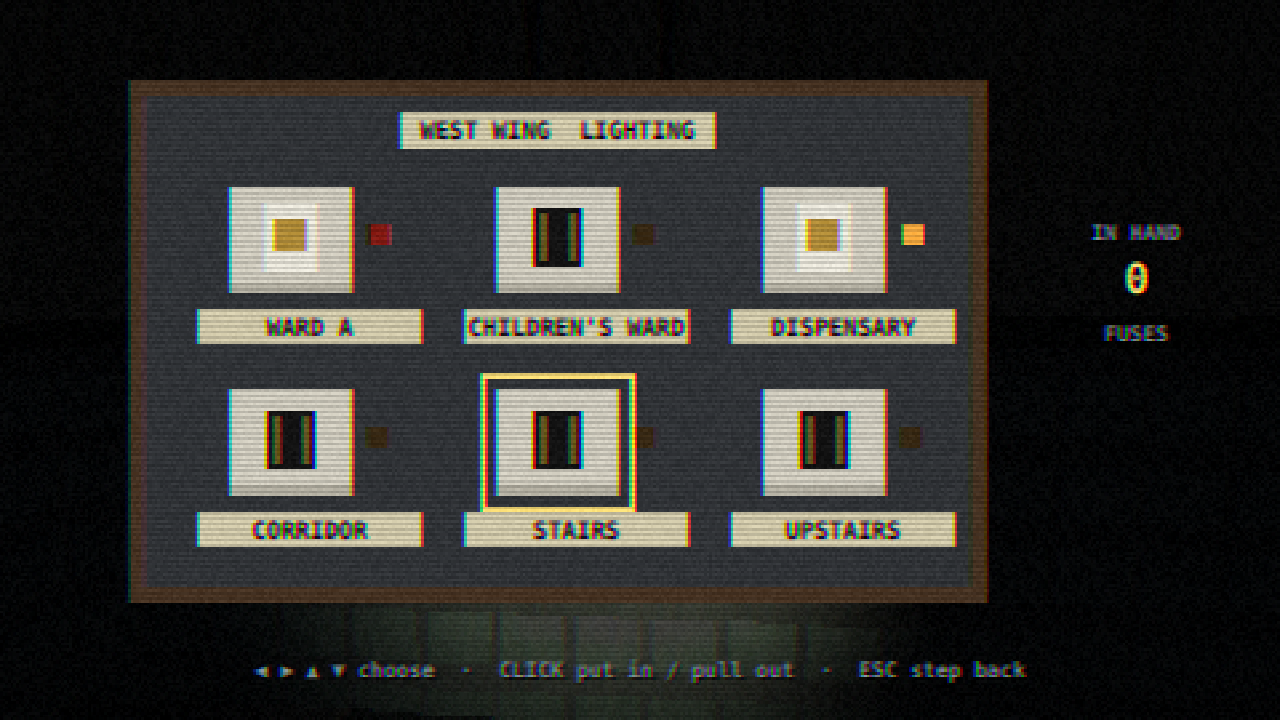 WEST WING LIGHTING
WARD A
CHILDREN'S WARD
DISPENSARY
CORRIDOR
STAIRS
UPSTAIRS
IN HAND
0
FUSES
◄ ► ▲ ▼ choose · CLICK put in / pull out · ESC step back